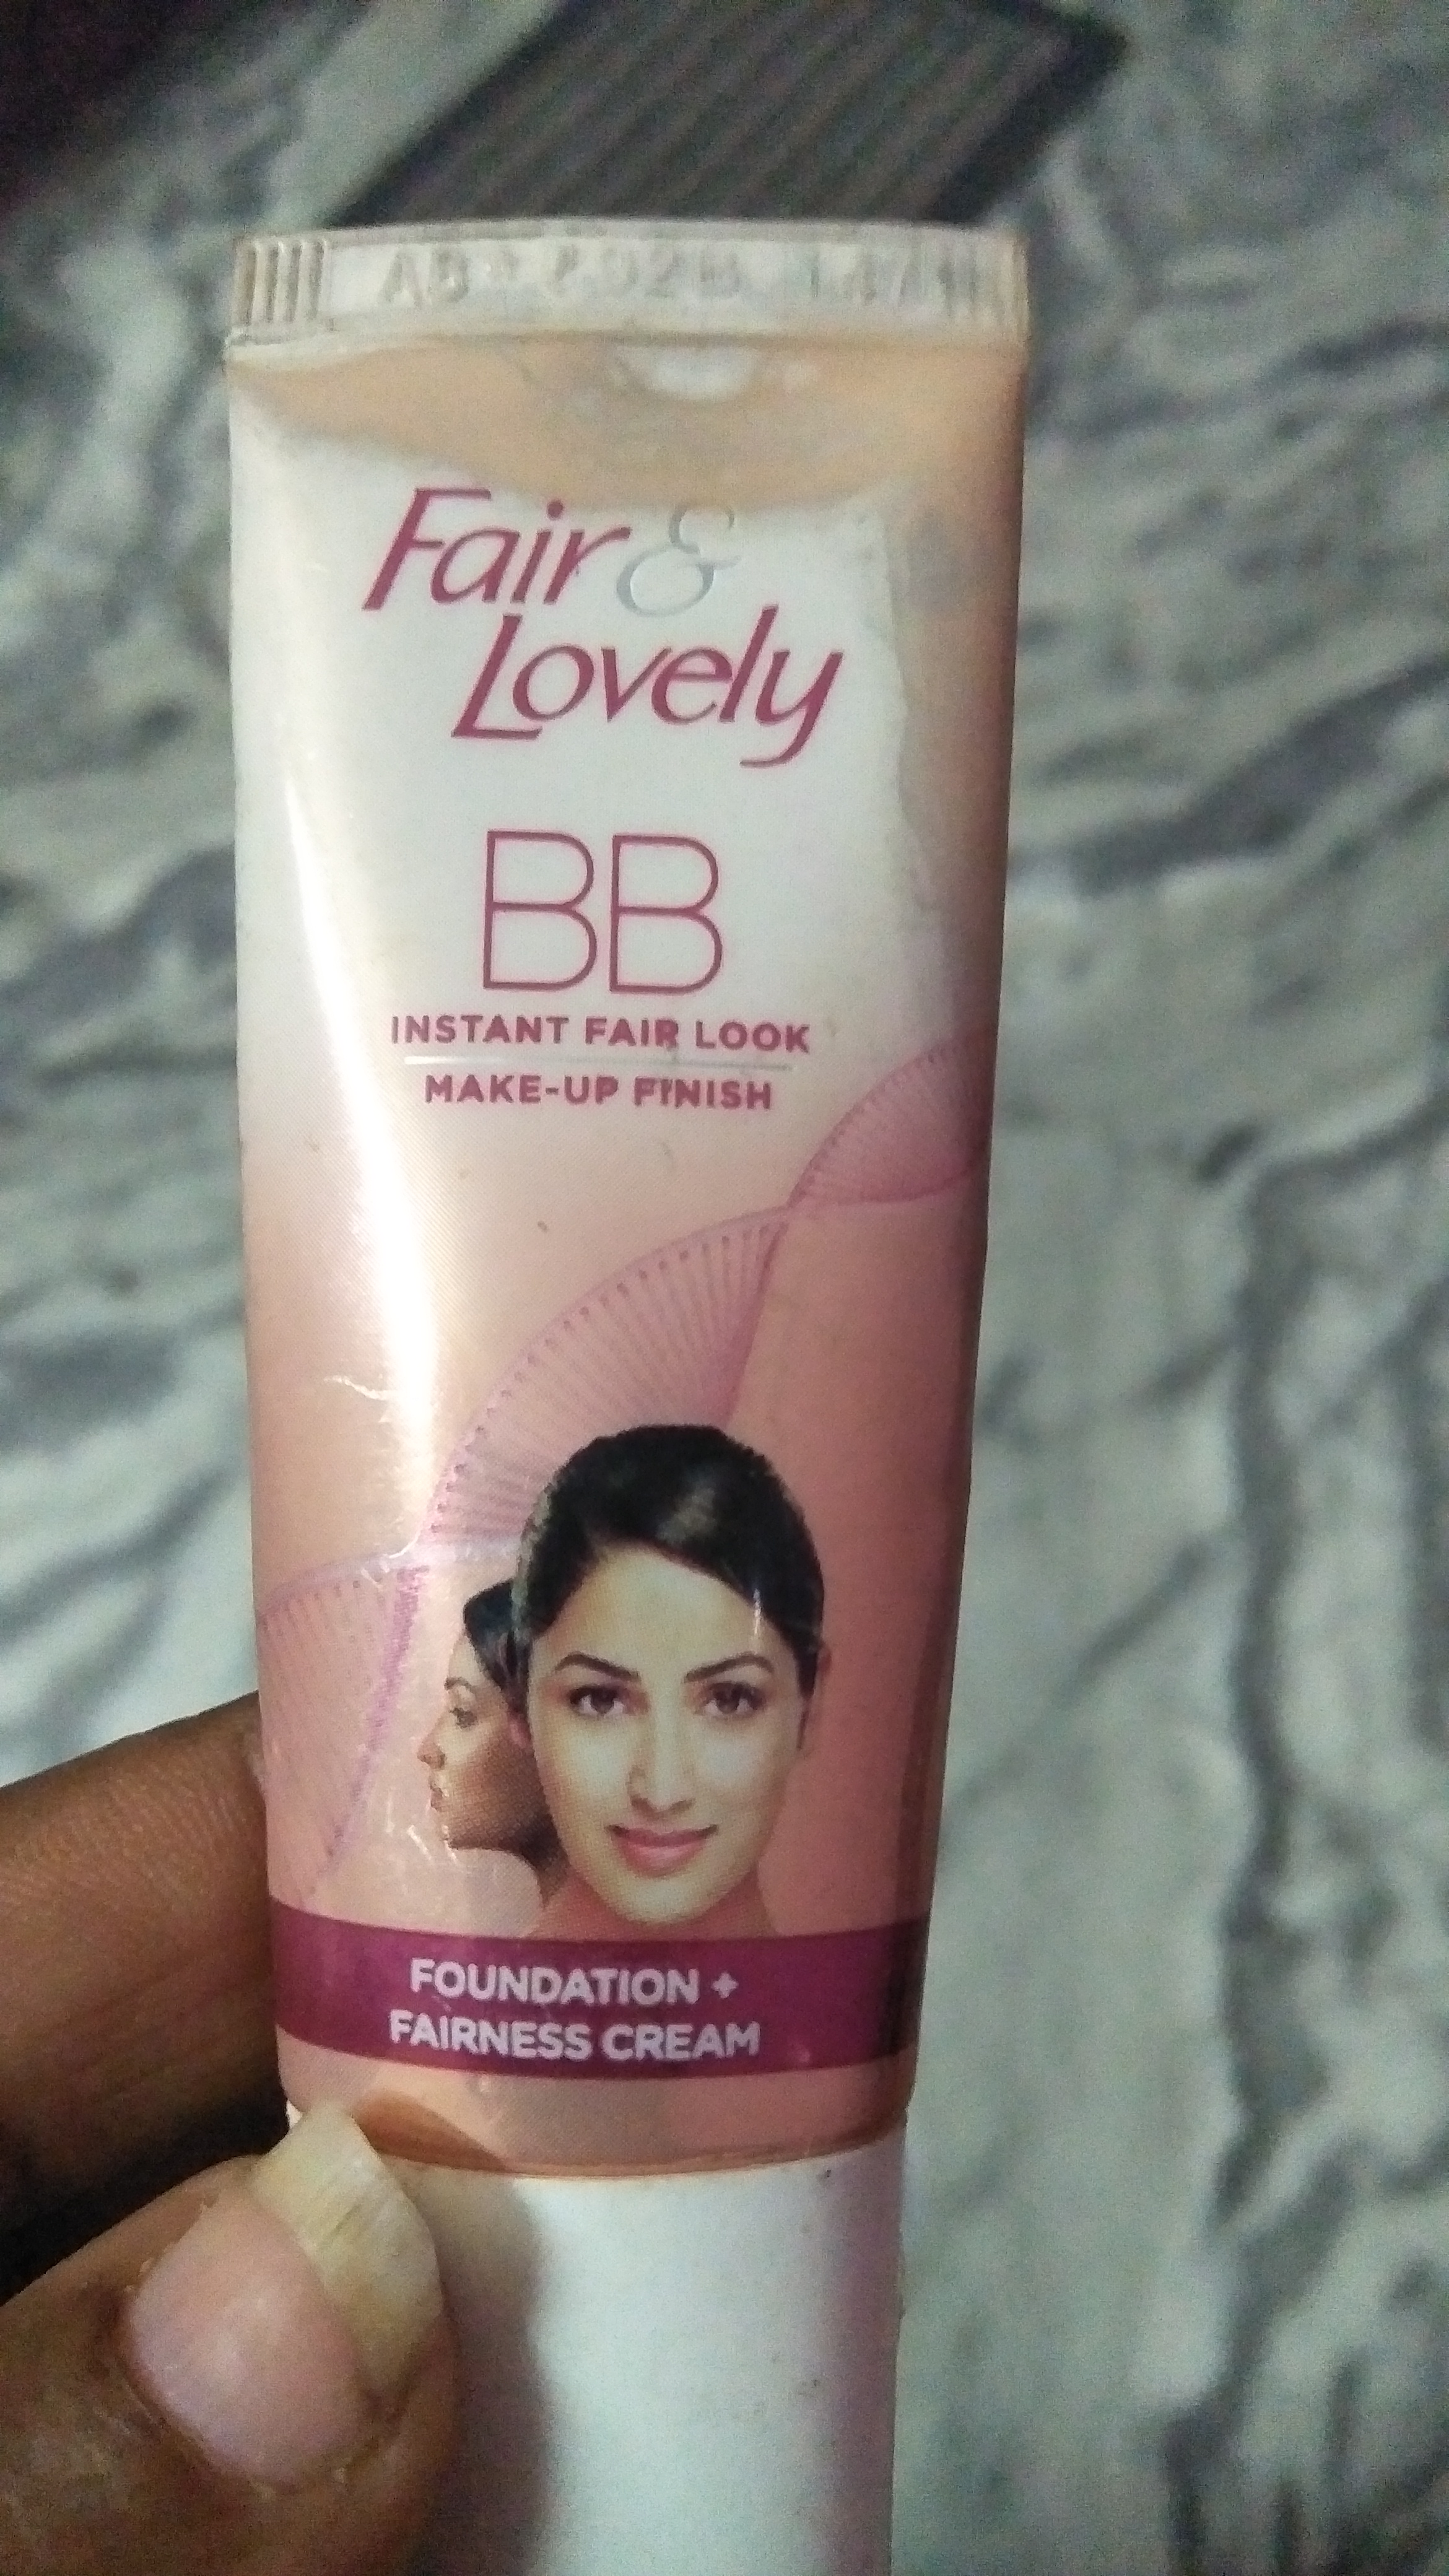 Fair &
Lovely
BB
INSTANT FAIR LOOK
MAKE-UP FINISH
FOUNDATION +
FAIRNESS CREAM